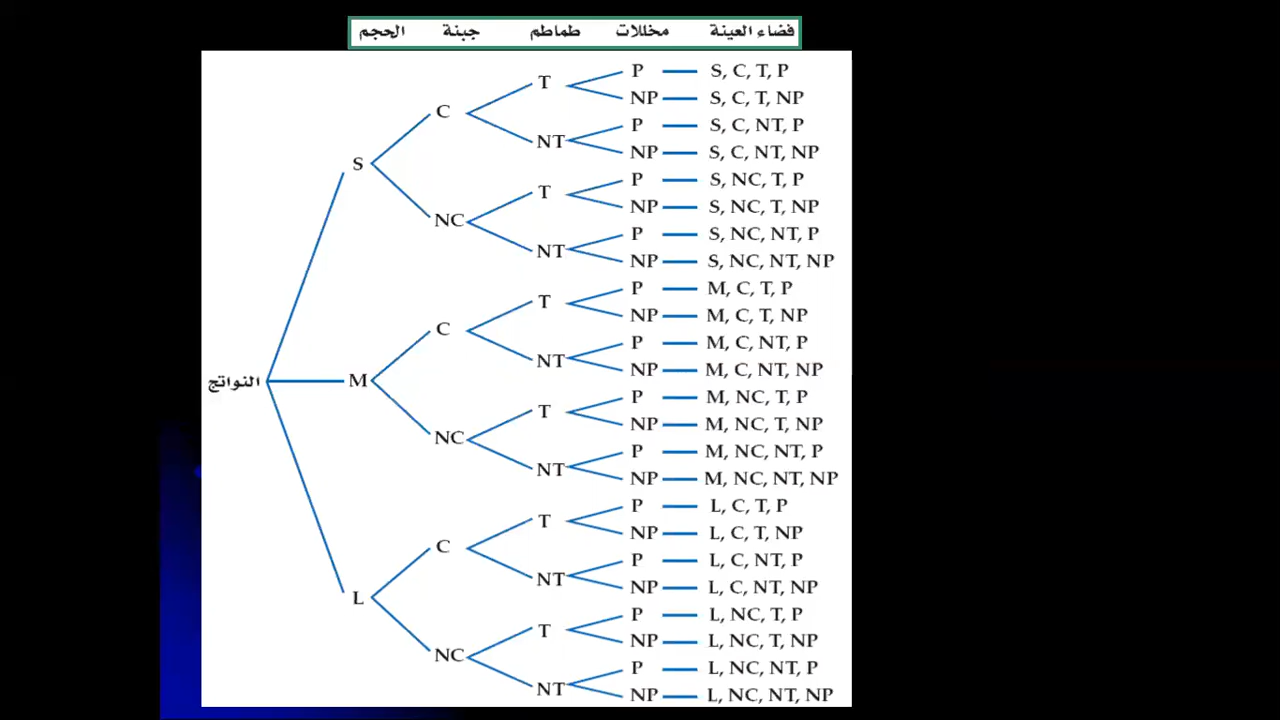 الحجم جبنة طماطم مخللات فضاء العينة
P S, C, T, P
T
NP S, C, T, NP
C
P S, C, NT, P
NT
NP S, C, NT, NP
S
P S, NC, T, P
T
NP S, NC, T, NP
NC
P S, NC, NT, P
NT
NP S, NC, NT, NP
P M, C, T, P
T
NP M, C, T, NP
C
P M, C, NT, P
NT
NP M, C, NT, NP
النواتج M
P M, NC, T, P
T
NP M, NC, T, NP
NC
P M, NC, NT, P
NT
NP M, NC, NT, NP
P L, C, T, P
T
NP L, C, T, NP
C
P L, C, NT, P
NT
NP L, C, NT, NP
L
P L, NC, T, P
T
NP L, NC, T, NP
NC
P L, NC, NT, P
NT
NP L, NC, NT, NP